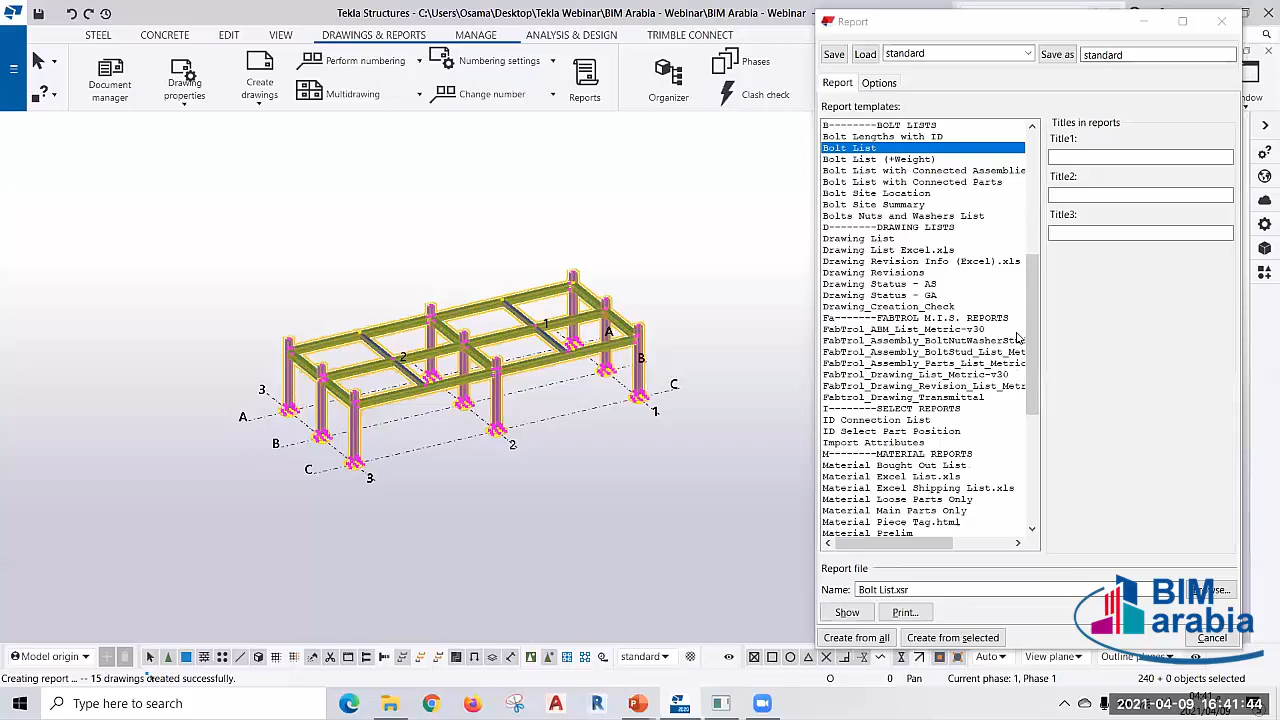 Tekla Structures - C:\Users\Osama\Desktop\Tekla Webinar\BIM Arabia - Webinar
Report
STEEL CONCRETE EDIT VIEW DRAWINGS & REPORTS MANAGE ANALYSIS & DESIGN TRIMBLE CONNECT
Save Load standard Save as standard
Document manager
Drawing properties
Create drawings
Perform numbering
Multidrawing
Numbering settings
Change number
Reports
Organizer
Phases
Clash check
Report Options
Report templates:
B--------BOLT LISTS
Bolt Lengths with ID
Bolt List
Bolt List (+Weight)
Bolt List with Connected Assemblie
Bolt List with Connected Parts
Bolt Site Location
Bolt Site Summary
Bolts Nuts and Washers List
D--------DRAWING LISTS
Drawing List
Drawing List Excel.xls
Drawing Revision Info (Excel).xls
Drawing Revisions
Drawing Status - AS
Drawing Status - GA
Drawing_Creation_Check
Fa-------FABTROL M.I.S. REPORTS
FabTrol_ABM_List_Metric-v30
FabTrol_Assembly_BoltNutWasherSt
FabTrol_Assembly_BoltStud_List_Met
FabTrol_Assembly_Parts_List_Metric
FabTrol_Drawing_List_Metric-v30
FabTrol_Drawing_Revision_List_Metr
Fabtrol_Drawing_Transmittal
I--------SELECT REPORTS
ID Connection List
ID Select Part Position
Import Attributes
M--------MATERIAL REPORTS
Material Bought Out List
Material Excel List.xls
Material Excel Shipping List.xls
Material Loose Parts Only
Material Main Parts Only
Material Piece Tag.html
Material Prelim
Titles in reports
Title1:
Title2:
Title3:
1
A
2
B
3
C
A
1
B
2
C
3
Report file
Name: Bolt List.xsr
Show Print...
Create from all Create from selected Cancel
BIM
arabia
Model origin standard Auto View plane
Creating report ... -- 15 drawings created successfully. O 0 Pan Current phase: 1, Phase 1 240 + 0 objects selected
Type here to search
2021-04-09 16:41:44